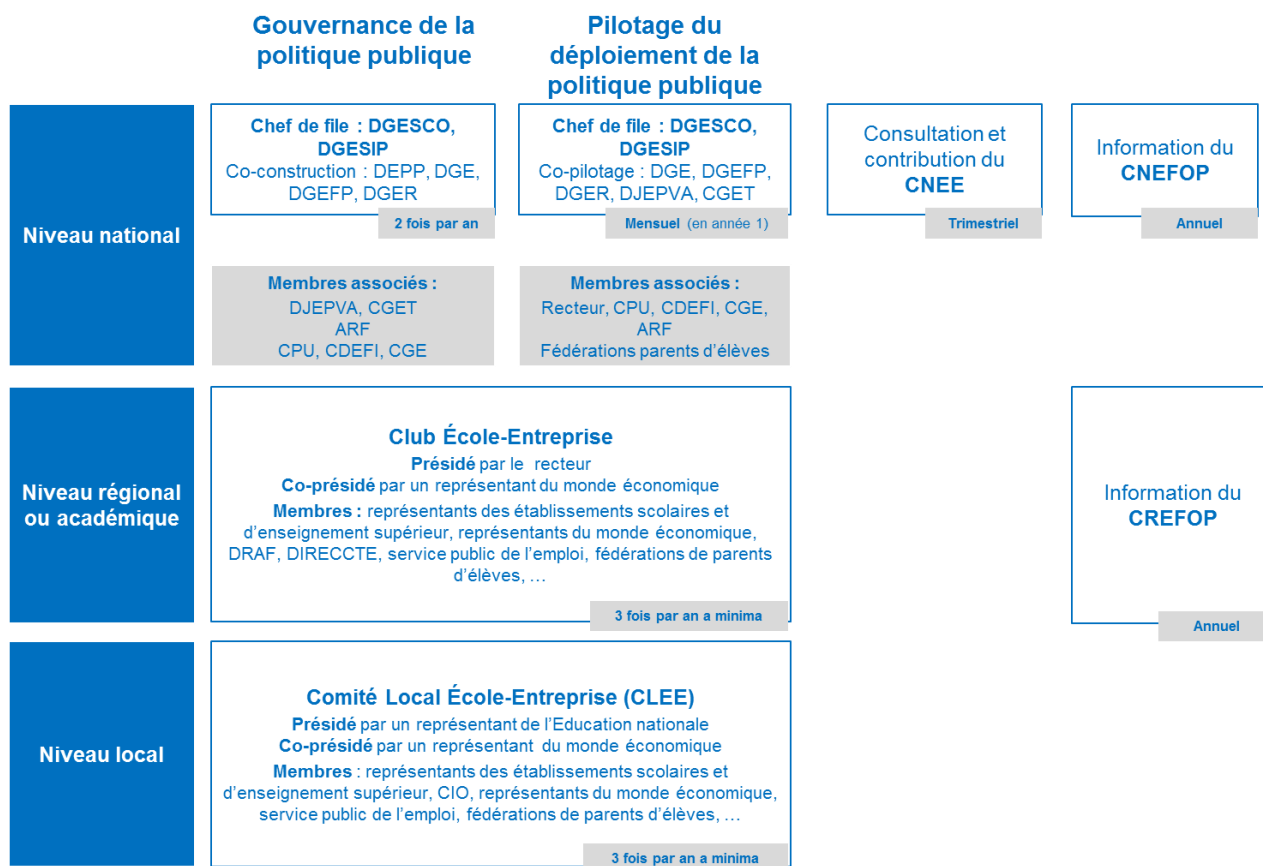 Gouvernance de la
politique publique
Pilotage du
déploiement de la
politique publique
Niveau national
Chef de file : DGESCO,
DGESIP
Co-construction : DEPP, DGE,
DGEFP, DGER
2 fois par an
Chef de file : DGESCO,
DGESIP
Co-pilotage : DGE, DGEFP,
DGER, DJEPVA, CGET
Mensuel (en année 1)
Consultation et
contribution du
CNEE
Trimestriel
Information du
CNEFOP
Annuel
Membres associés :
DJEPVA, CGET
ARF
CPU, CDEFI, CGE
Membres associés :
Recteur, CPU, CDEFI, CGE,
ARF
Fédérations parents d’élèves
Niveau régional
ou académique
Club École-Entreprise
Présidé par le recteur
Co-présidé par un représentant du monde économique
Membres : représentants des établissements scolaires et
d’enseignement supérieur, représentants du monde économique,
DRAF, DIRECCTE, service public de l’emploi, fédérations de parents
d’élèves, …
3 fois par an a minima
Information du
CREFOP
Annuel
Niveau local
Comité Local École-Entreprise (CLEE)
Présidé par un représentant de l’Education nationale
Co-présidé par un représentant du monde économique
Membres : représentants des établissements scolaires et
d’enseignement supérieur, CIO, représentants du monde économique,
service public de l’emploi, fédérations de parents d’élèves, …
3 fois par an a minima